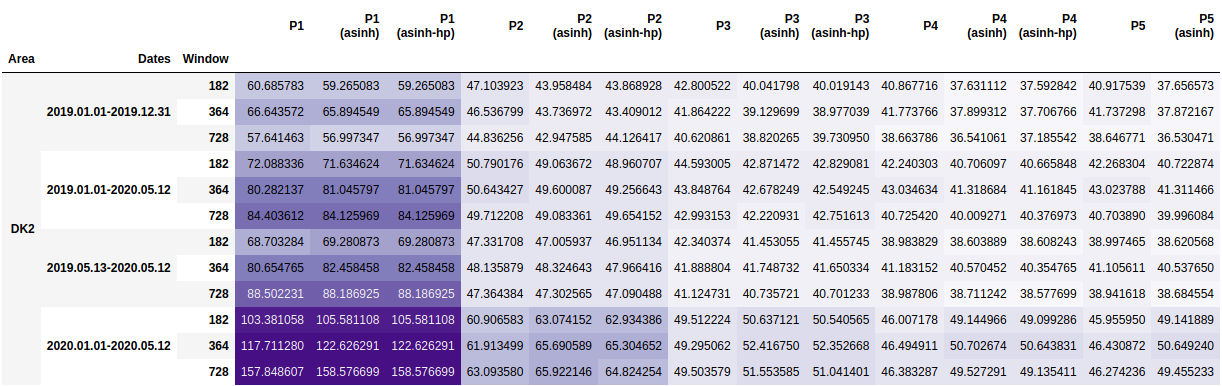 P1 P1 P1 P2 P2 P2 P3 P3 P3 P4 P4 P4 P5 P5
(asinh) (asinh-hp) (asinh) (asinh-hp) (asinh) (asinh-hp) (asinh) (asinh-hp) (asinh)
Area Dates Window
182 60.685783 59.265083 59.265083 47.103923 43.958484 43.868928 42.800522 40.041798 40.019143 40.867716 37.631112 37.592842 40.917539 37.656573
2019.01.01-2019.12.31 364 66.643736 65.894549 65.894549 46.536799 43.973672 43.409012 41.864222 39.129699 38.977039 41.773766 37.899312 37.706766 41.737298 37.872167
728 57.641463 56.997347 56.997347 44.836256 42.947585 44.126417 40.620861 38.820265 39.730950 38.663786 36.541061 37.185542 38.646771 36.530471
182 72.088336 71.634624 71.634624 50.790176 49.063672 48.960707 44.593005 42.871472 42.829081 42.240303 40.706097 40.665848 42.268304 40.722874
2019.01.01-2020.05.12 364 80.282137 81.045797 81.045797 50.643427 49.600087 49.256643 43.848764 42.678249 42.549245 43.034634 41.318684 41.161845 43.023788 41.311466
728 84.403612 84.125969 84.125969 49.712208 49.083361 49.654152 42.993153 42.220931 42.751613 40.725420 40.009271 40.376973 40.703890 39.996084
DK2
182 68.703284 69.280873 69.280873 47.331708 47.005937 46.951134 42.340374 41.453055 41.455745 38.983829 38.603889 38.608243 38.997465 38.620568
2019.05.13-2020.05.12 364 80.654765 82.458458 82.458458 48.135879 48.324643 47.966416 41.888804 41.748732 41.650334 41.183152 40.570452 40.354765 41.105611 40.537650
728 88.502231 88.186925 88.186925 47.364384 47.302565 47.090488 41.124731 40.735721 40.701233 38.987806 38.711242 38.577699 38.941618 38.684554
182 103.381058 105.581108 105.581108 60.906583 63.074152 62.934386 49.512224 50.637121 50.540565 46.007178 49.144966 49.099286 45.955950 49.141889
2020.01.01-2020.05.12 364 117.711280 122.626291 122.626291 61.913499 65.690589 65.304652 49.295062 52.416750 52.352668 46.494911 50.702674 50.643831 46.430872 50.649240
728 157.848607 158.576699 158.576699 63.093580 65.922146 64.824254 49.503579 51.553585 51.041401 46.383287 49.527291 49.135411 46.274236 49.455233